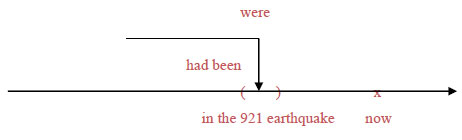 were
had been
( ) x
in the 921 earthquake now